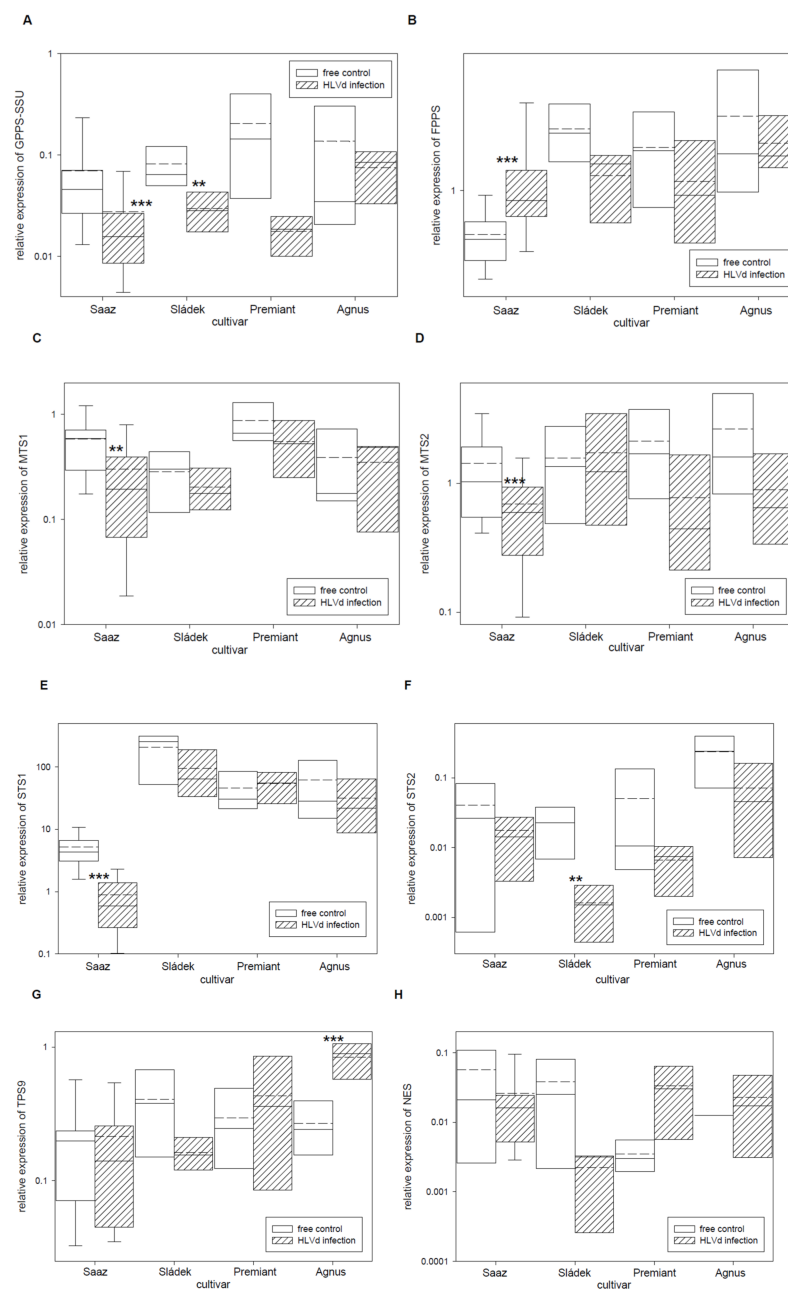 A
B
relative expression of GPPS-SSU
1
0.1
0.01
free control
HLVd infection
***
**
Saaz
Sládek
Premiant
Agnus
cultivar
relative expression of FPPS
1
***
free control
HLVd infection
Saaz
Sládek
Premiant
Agnus
cultivar
C
D
relative expression of MTS1
1
0.1
0.01
**
free control
HLVd infection
Saaz
Sládek
Premiant
Agnus
cultivar
relative expression of MTS2
1
0.1
***
free control
HLVd infection
Saaz
Sládek
Premiant
Agnus
cultivar
E
F
relative expression of STS1
100
10
1
0.1
***
free control
HLVd infection
Saaz
Sládek
Premiant
Agnus
cultivar
relative expression of STS2
0.1
0.01
0.001
**
free control
HLVd infection
Saaz
Sládek
Premiant
Agnus
cultivar
G
H
relative expression of TPS9
1
0.1
***
free control
HLVd infection
Saaz
Sládek
Premiant
Agnus
cultivar
relative expression of NES
0.1
0.01
0.001
0.0001
free control
HLVd infection
Saaz
Sládek
Premiant
Agnus
cultivar